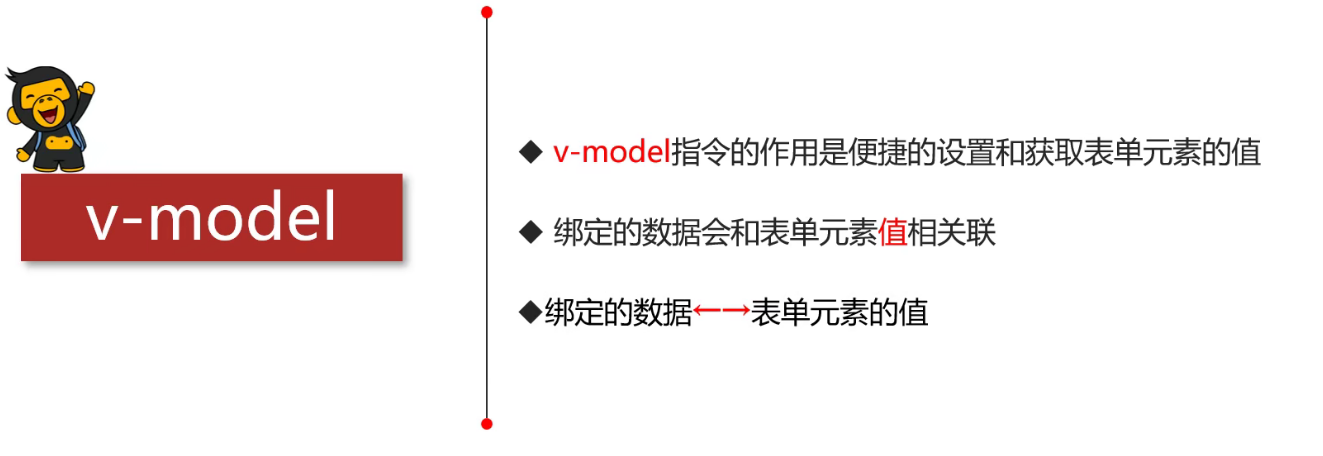 v-model
◆ v-model指令的作用是便捷的设置和获取表单元素的值
◆ 绑定的数据会和表单元素值相关联
◆绑定的数据←→表单元素的值